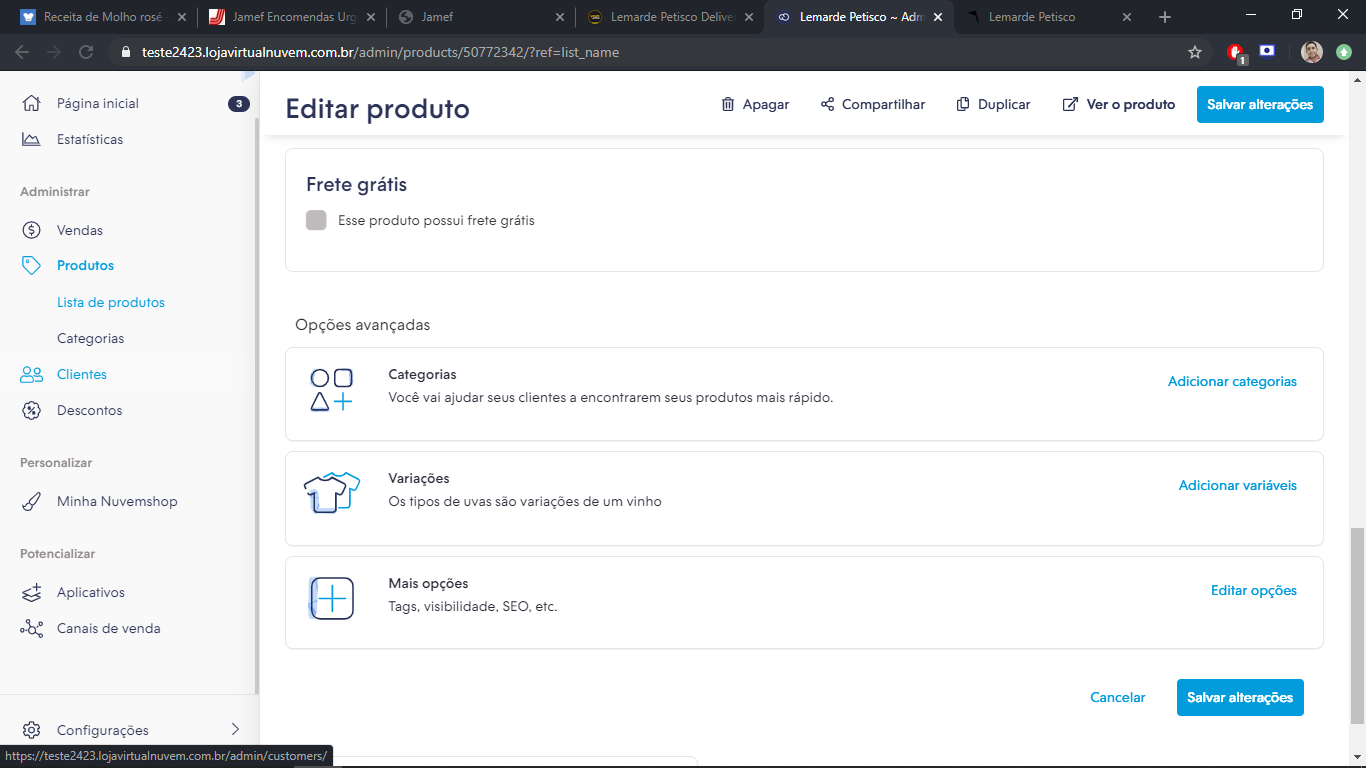 Receita de Molho rosé
Jamef Encomendas Urg
Jamef
Lemarde Petisco Deliver
Lemarde Petisco ~ Adm
Lemarde Petisco
teste2423.lojavirtualnuvem.com.br/admin/products/50772342/?ref=list_name
1
Página inicial
3
Estatísticas
Administrar
Vendas
Produtos
Lista de produtos
Categorias
Clientes
Descontos
Personalizar
Minha Nuvemshop
Potencializar
Aplicativos
Canais de venda
Configurações
https://teste2423.lojavirtualnuvem.com.br/admin/customers/
Editar produto
Apagar
Compartilhar
Duplicar
Ver o produto
Salvar alterações
Frete grátis
Esse produto possui frete grátis
Opções avançadas
Categorias
Você vai ajudar seus clientes a encontrarem seus produtos mais rápido.
Adicionar categorias
Variações
Os tipos de uvas são variações de um vinho
Adicionar variáveis
Mais opções
Tags, visibilidade, SEO, etc.
Editar opções
Cancelar
Salvar alterações